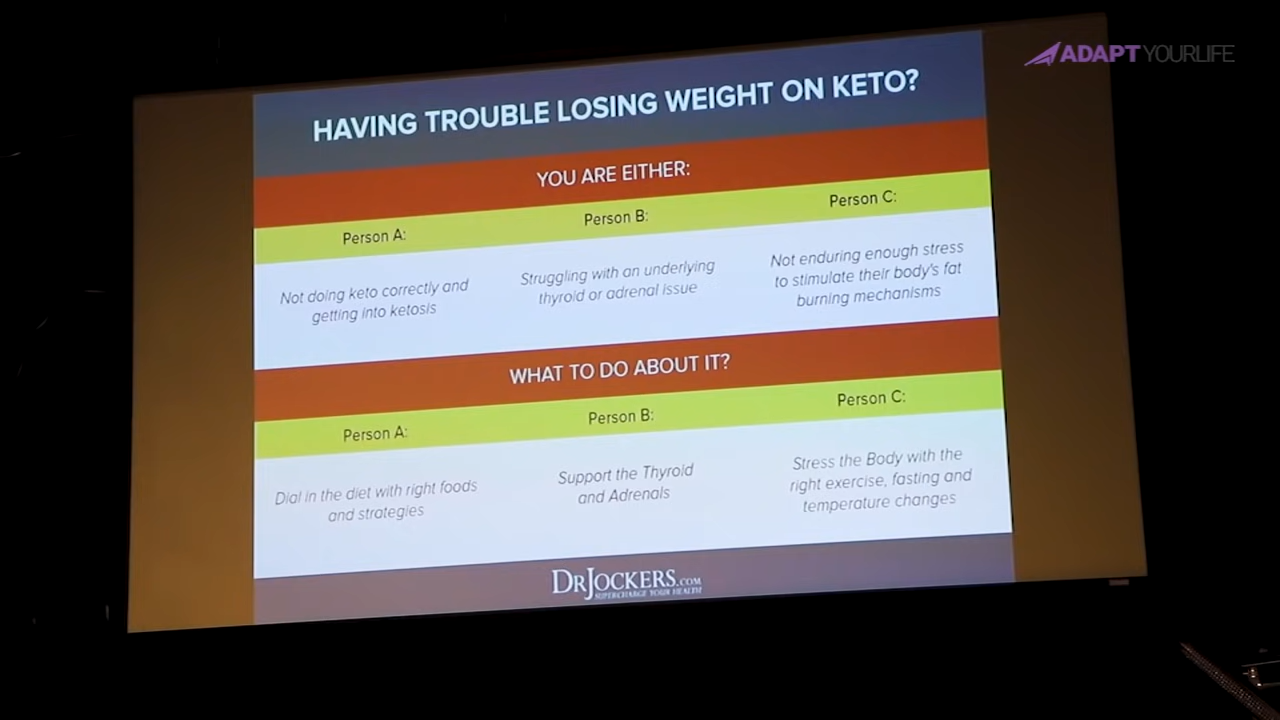 ADAPTYOURLIFE
HAVING TROUBLE LOSING WEIGHT ON KETO?
YOU ARE EITHER:
Person A:
Not doing keto correctly and
getting into ketosis
Person B:
Struggling with an underlying
thyroid or adrenal issue
Person C:
Not enduring enough stress
to stimulate their body's fat
burning mechanisms
WHAT TO DO ABOUT IT?
Person A:
Dial in the diet with right foods
and strategies
Person B:
Support the Thyroid
and Adrenals
Person C:
Stress the Body with the
right exercise, fasting and
temperature changes
DRJOCKERS.COM
SUPERCHARGE YOUR HEALTH